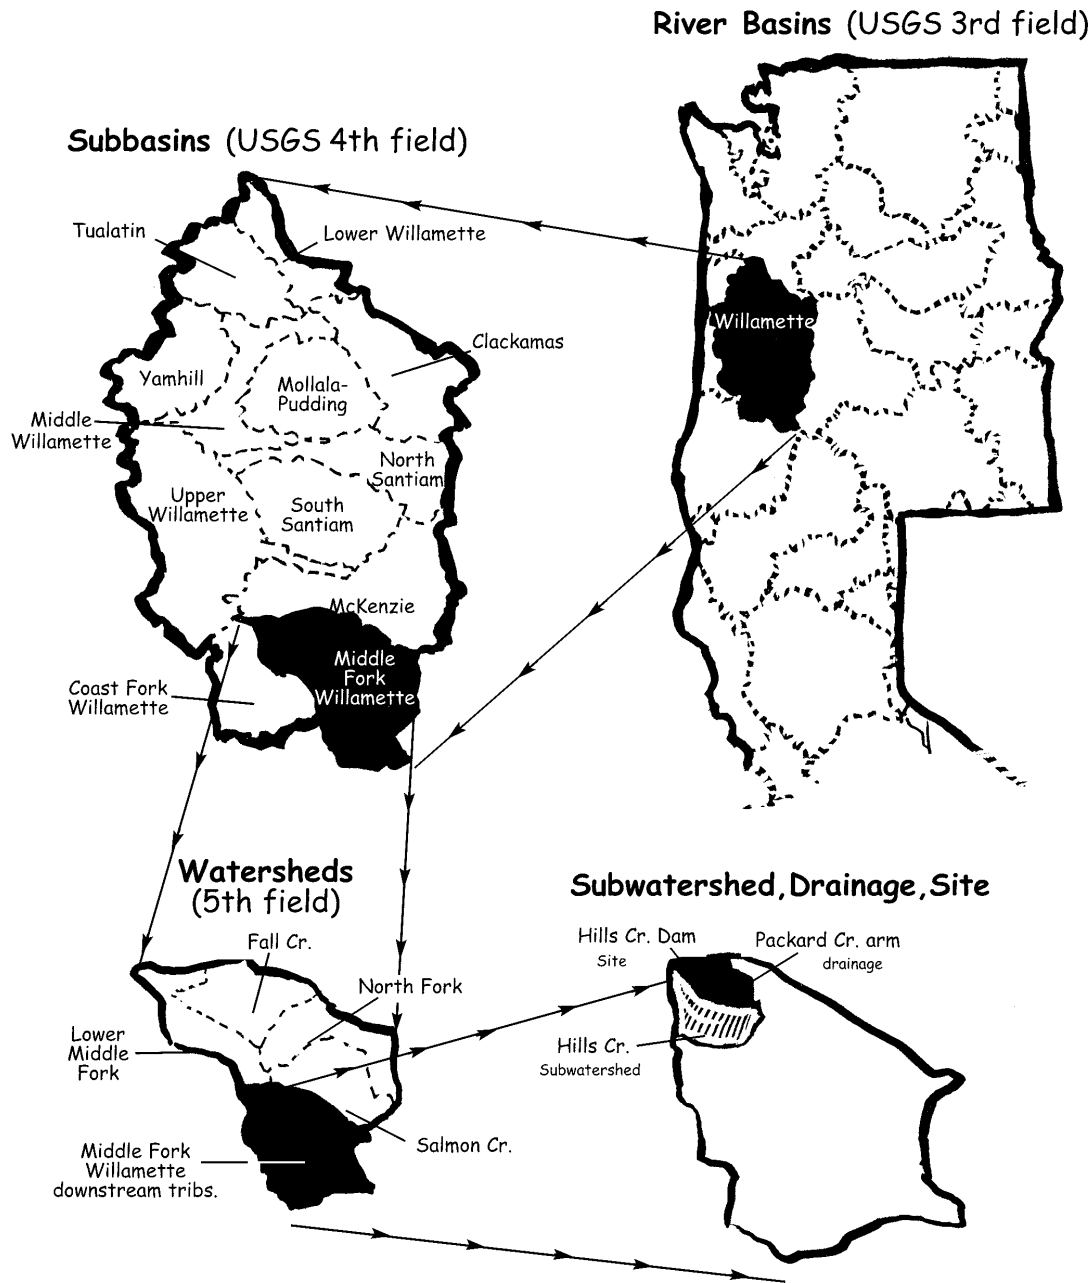 River Basins (USGS 3rd field)
Subbasins (USGS 4th field)
Tualatin
Lower Willamette
Willamette
Clackamas
Yamhill
Mollala-
Pudding
Middle
Willamette
North
Santiam
Upper
Willamette
South
Santiam
McKenzie
Middle
Fork
Willamette
Coast Fork
Willamette
Watersheds
(5th field)
Subwatershed, Drainage, Site
Fall Cr.
Hills Cr. Dam
Site
Packard Cr. arm
drainage
North Fork
Lower
Middle
Fork
Hills Cr.
Subwatershed
Salmon Cr.
Middle Fork
Willamette
downstream tribs.